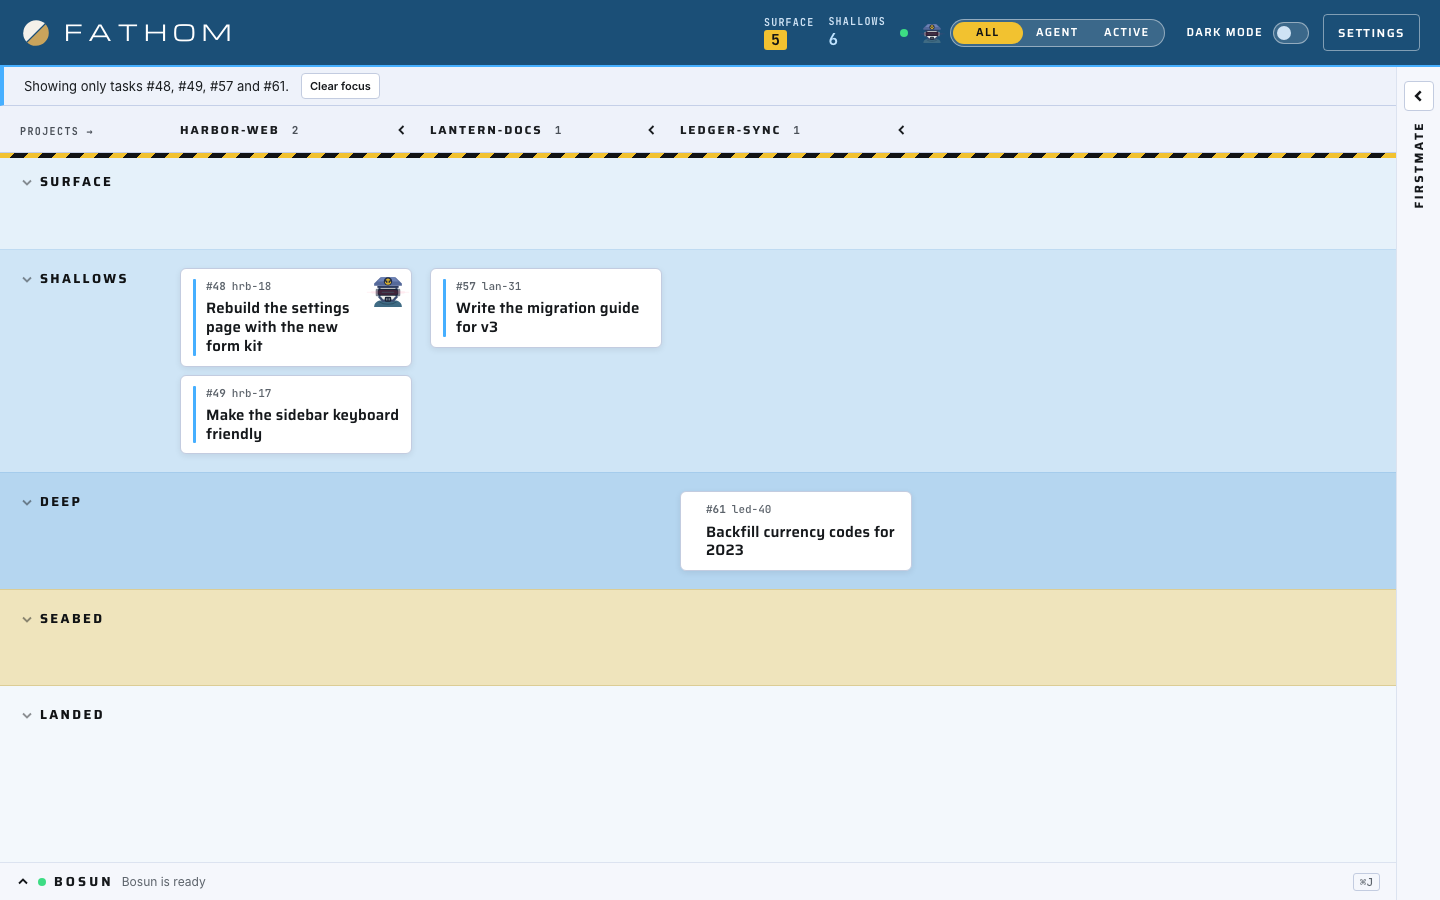 FATHOM
SURFACE
5
SHALLOWS
6
ALL
AGENT
ACTIVE
DARK MODE
SETTINGS
Showing only tasks #48, #49, #57 and #61.
Clear focus
PROJECTS →
HARBOR-WEB 2
LANTERN-DOCS 1
LEDGER-SYNC 1
FIRSTMATE
SURFACE
SHALLOWS
#48 hrb-18
Rebuild the settings
page with the new
form kit
#49 hrb-17
Make the sidebar keyboard
friendly
#57 lan-31
Write the migration guide
for v3
DEEP
#61 led-40
Backfill currency codes for
2023
SEABED
LANDED
BOSUN Bosun is ready
⌘J